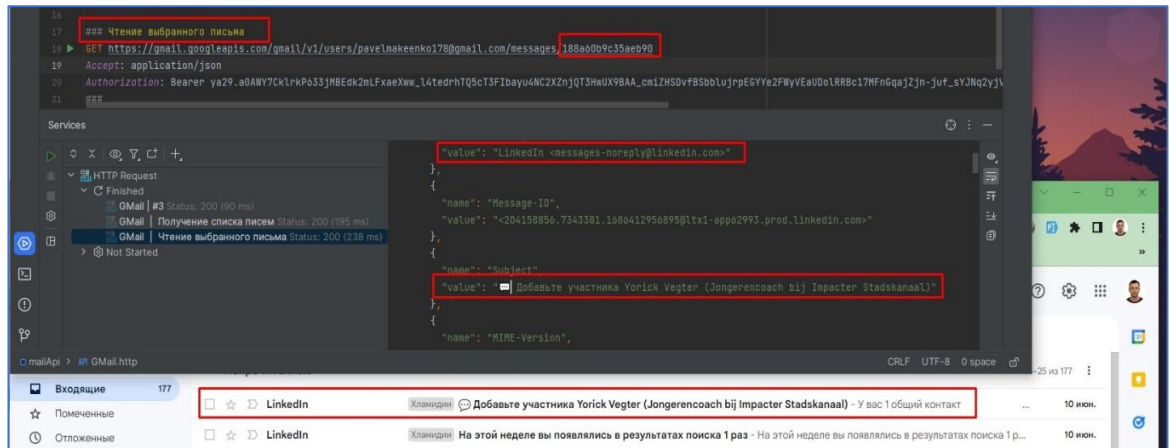 16
17 ### Чтение выбранного письма
18 GET https://gmail.googleapis.com/gmail/v1/users/pavelmakeenko178@gmail.com/messages/188a60b9c35aeb90
19 Accept: application/json
20 Authorization: Bearer
21 ###
Services
HTTP Request
Finished
GMail | #3 Status: 200 (90 ms)
GMail | Получение списка писем Status: 200 (195 ms)
GMail | Чтение выбранного письма Status: 200 (238 ms)
Not Started
"value": "LinkedIn <messages-noreply@linkedin.com>"
},
{
"name": "Message-ID",
"value": "<204158856.7343381.1686412956895@ltx1-app62993.prod.linkedin.com>"
},
{
"name": "Subject",
"value": "💬 Добавьте участника Yorick Vegter (Jongerencoach bij Impacter Stadskanaal)"
},
{
"name": "MIME-Version",
mailApi > API GMail.http
CRLF UTF-8 0 space
-25 из 177
Входящие 177
LinkedIn Хламидии 💬 Добавьте участника Yorick Vegter (Jongerencoach bij Impacter Stadskanaal) - У вас 1 общий контакт ... 10 июн.
Помеченные
Отложенные
LinkedIn Хламидии На этой неделе вы появлялись в результатах поиска 1 раз - На этой неделе вы появлялись в результатах поиска 1 р... 10 июн.